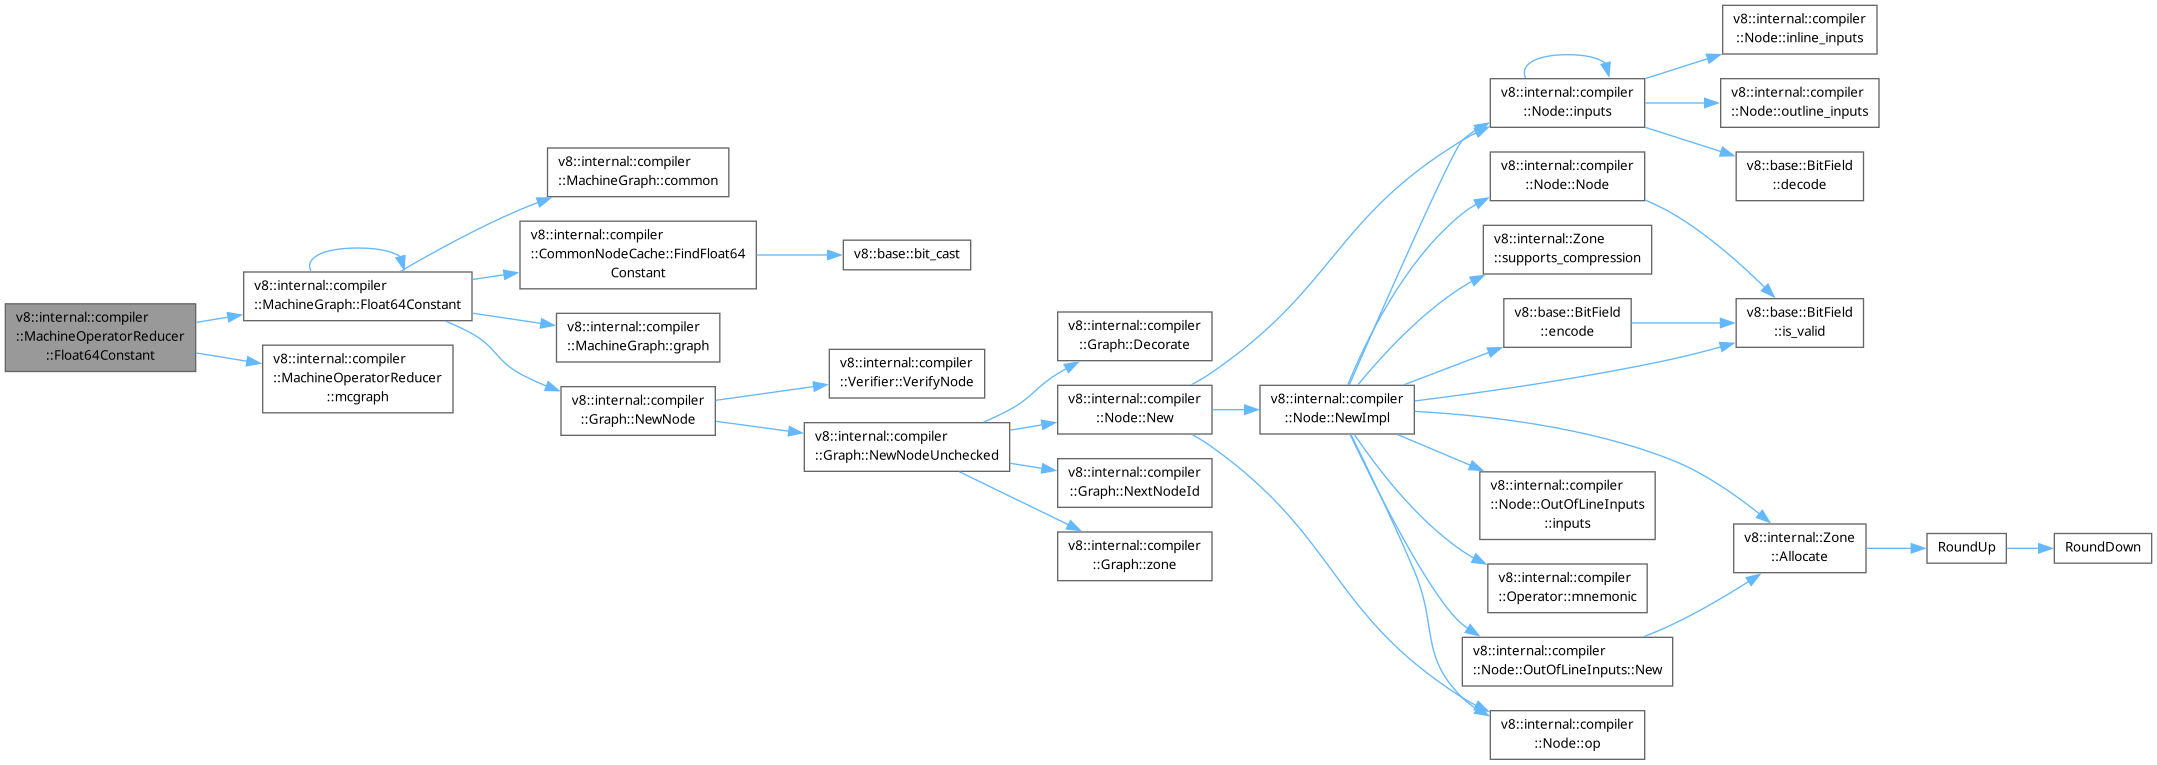 v8::internal::compiler
::MachineOperatorReducer
::Float64Constant
v8::internal::compiler
::MachineGraph::Float64Constant
v8::internal::compiler
::MachineOperatorReducer
::mcgraph
v8::internal::compiler
::MachineGraph::common
v8::internal::compiler
::CommonNodeCache::FindFloat64
Constant
v8::internal::compiler
::MachineGraph::graph
v8::internal::compiler
::Graph::NewNode
v8::base::bit_cast
v8::internal::compiler
::Verifier::VerifyNode
v8::internal::compiler
::Graph::NewNodeUnchecked
v8::internal::compiler
::Graph::Decorate
v8::internal::compiler
::Node::New
v8::internal::compiler
::Graph::NextNodeId
v8::internal::compiler
::Graph::zone
v8::internal::compiler
::Node::NewImpl
v8::internal::compiler
::Node::inputs
v8::internal::compiler
::Node::Node
v8::internal::Zone
::supports_compression
v8::base::BitField
::encode
v8::internal::compiler
::Node::OutOfLineInputs
::inputs
v8::internal::compiler
::Operator::mnemonic
v8::internal::compiler
::Node::OutOfLineInputs::New
v8::internal::compiler
::Node::op
v8::internal::compiler
::Node::inline_inputs
v8::internal::compiler
::Node::outline_inputs
v8::base::BitField
::decode
v8::base::BitField
::is_valid
v8::internal::Zone
::Allocate
RoundUp
RoundDown